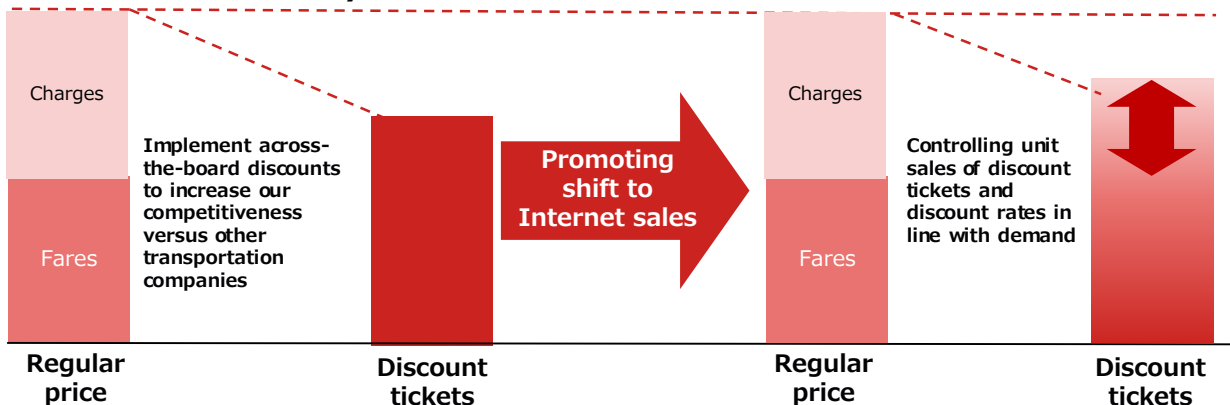 Charges
Fares
Implement across-
the-board discounts
to increase our
competitiveness
versus other
transportation
companies
Regular
price
Discount
tickets
Promoting
shift to
Internet sales
Charges
Fares
Controlling unit
sales of discount
tickets and
discount rates in
line with demand
Regular
price
Discount
tickets